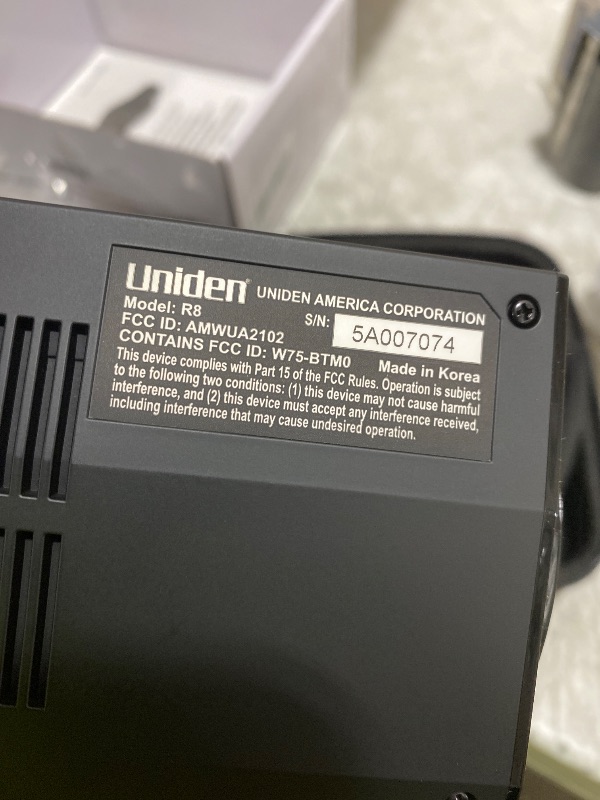 Uniden® UNIDEN AMERICA CORPORATION
Model: R8
S/N: 5A007074
FCC ID: AMWUA2102
CONTAINS FCC ID: W75-BTM0 Made in Korea
This device complies with Part 15 of the FCC Rules. Operation is subject
to the following two conditions: (1) this device may not cause harmful
interference, and (2) this device must accept any interference received,
including interference that may cause undesired operation.